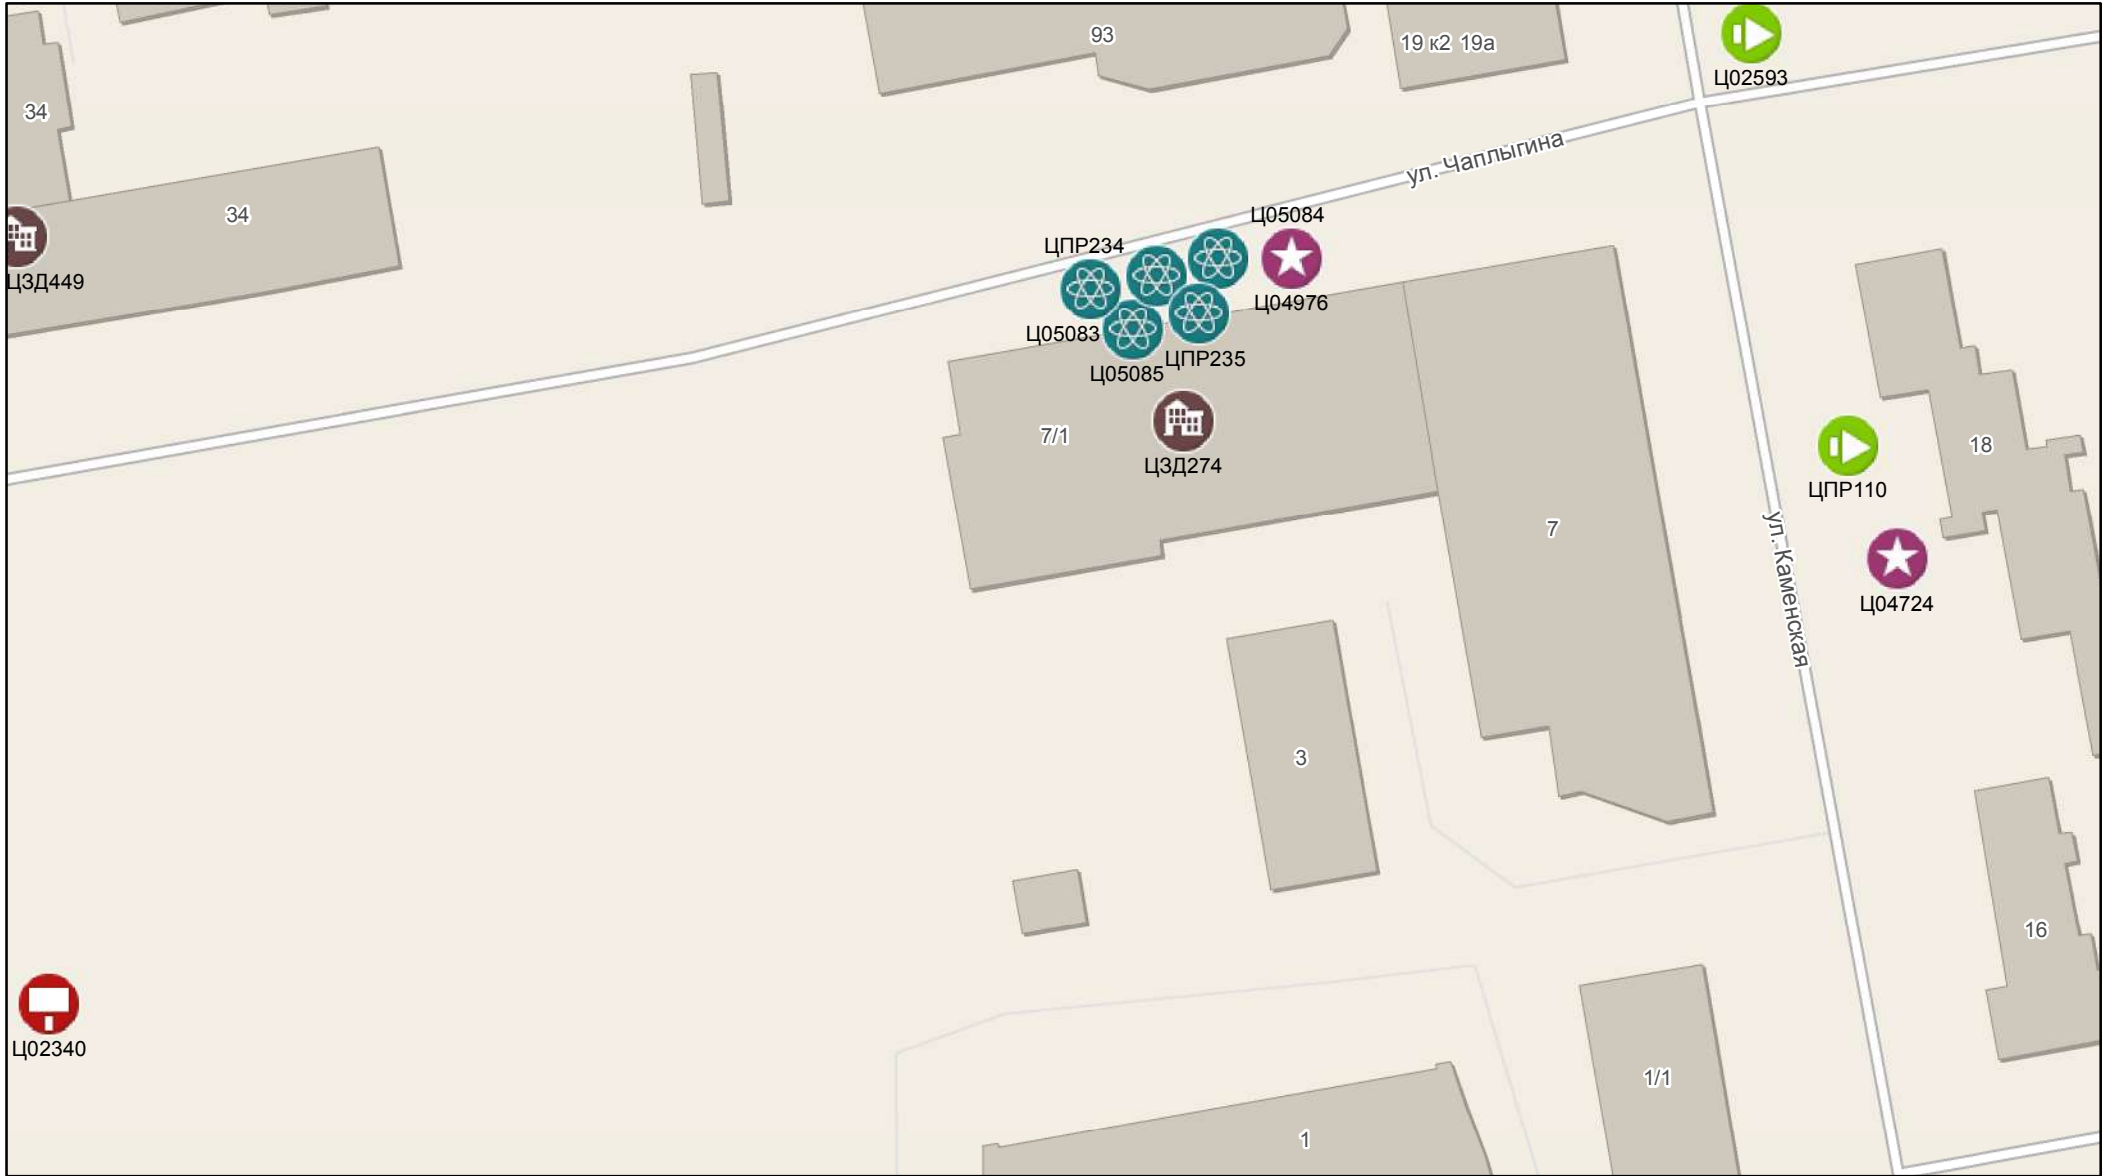 93
19 к2 19а
Ц02593
34
ул. Чаплыгина
34
Ц05084
ЦПР234
ЦЗД449
Ц04976
Ц05083
ЦПР235
Ц05085
7/1
18
ЦЗД274
ЦПР110
7
ул. Каменская
Ц04724
3
16
Ц02340
1/1
1